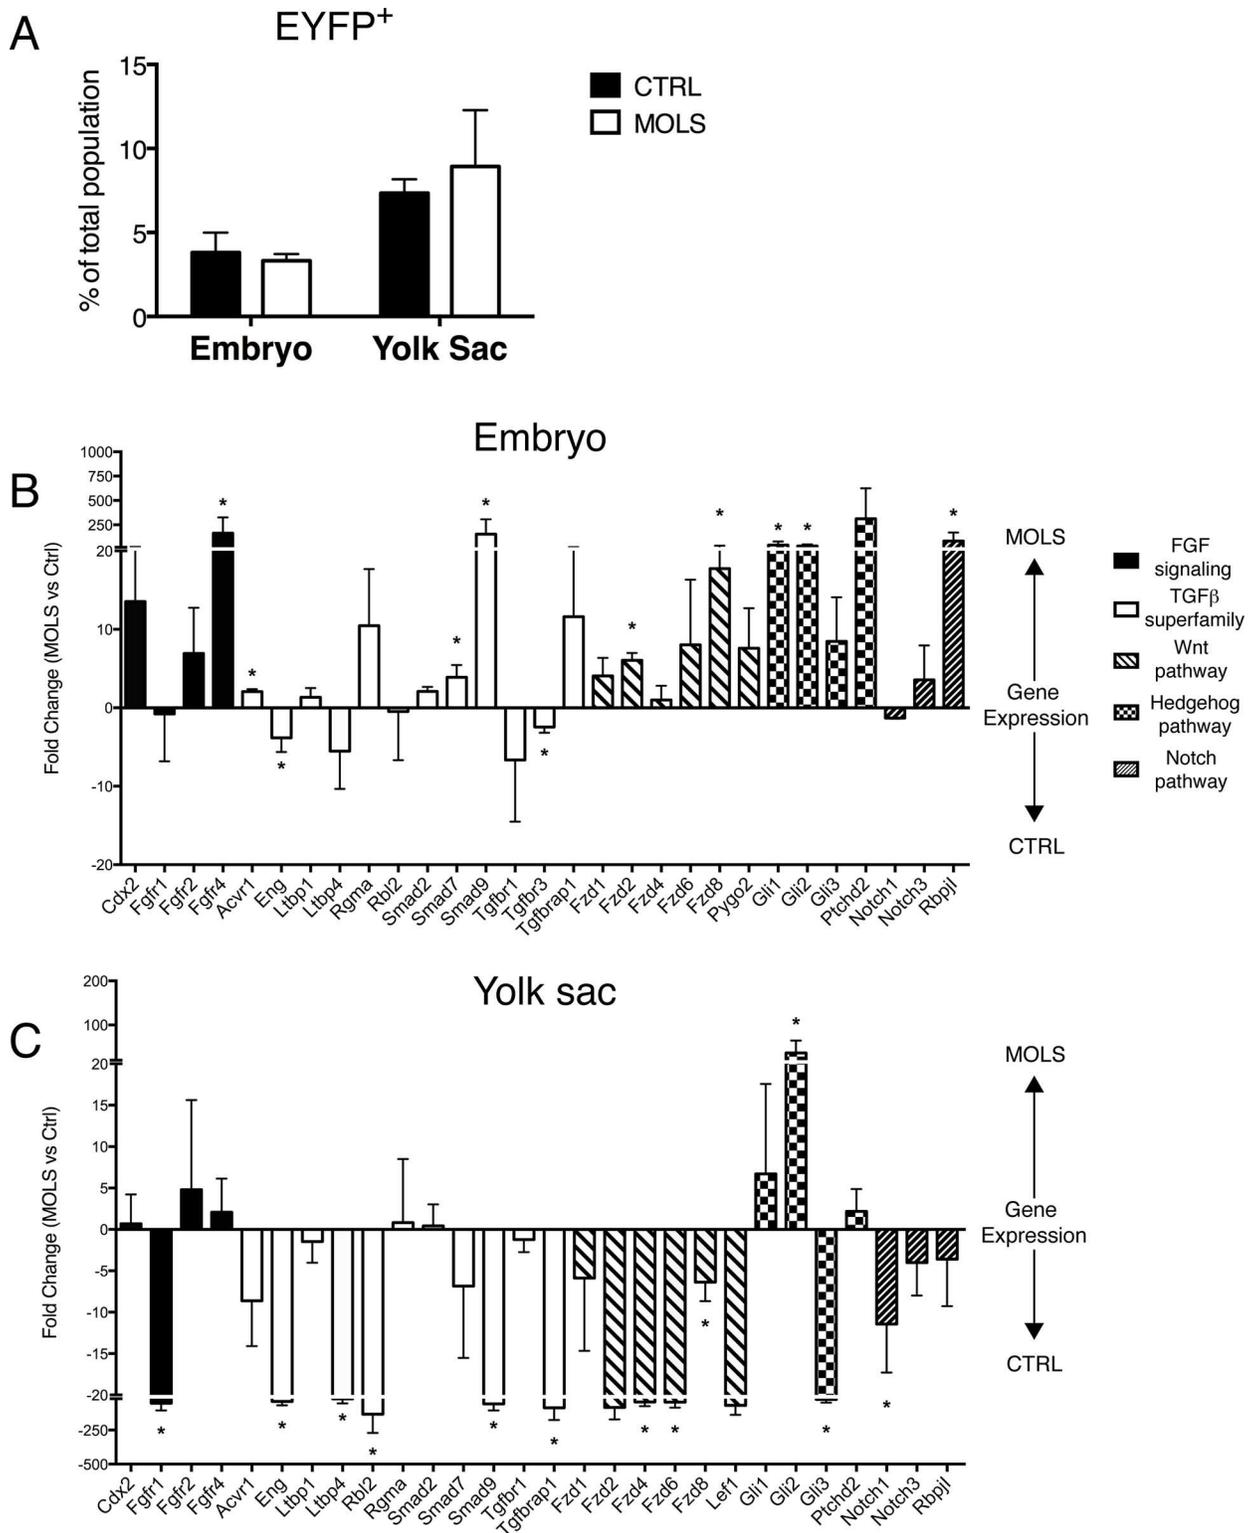 A
EYFP+
15
10
5
0
% of total population
CTRL
MOLS
Embryo
Yolk Sac
B
Embryo
1000
750
500
250
20
10
0
-10
-20
Fold Change (MOLS vs Ctrl)
* * * * * * * * * * * *
Cdx2
Fgfr1
Fgfr2
Fgfr4
Acvr1
Eng
Ltbp1
Ltbp4
Rgma
Rbl2
Smad2
Smad7
Smad9
Tgfbr1
Tgfbr3
Tgfbrap1
Fzd1
Fzd2
Fzd4
Fzd6
Fzd8
Pygo2
Gli1
Gli2
Gli3
Ptchd2
Notch1
Notch3
Rbpjl
MOLS
Gene
Expression
CTRL
FGF
signaling
TGFβ
superfamily
Wnt
pathway
Hedgehog
pathway
Notch
pathway
C
Yolk sac
200
100
20
15
10
5
0
-5
-10
-15
-20
-250
-500
Fold Change (MOLS vs Ctrl)
* * * * * * * * * * * *
Cdx2
Fgfr1
Fgfr2
Fgfr4
Acvr1
Eng
Ltbp1
Ltbp4
Rbl2
Rgma
Smad2
Smad7
Smad9
Tgfbr1
Tgfbrap1
Fzd1
Fzd2
Fzd4
Fzd6
Fzd8
Lef1
Gli1
Gli2
Gli3
Ptchd2
Notch1
Notch3
Rbpjl
MOLS
Gene
Expression
CTRL